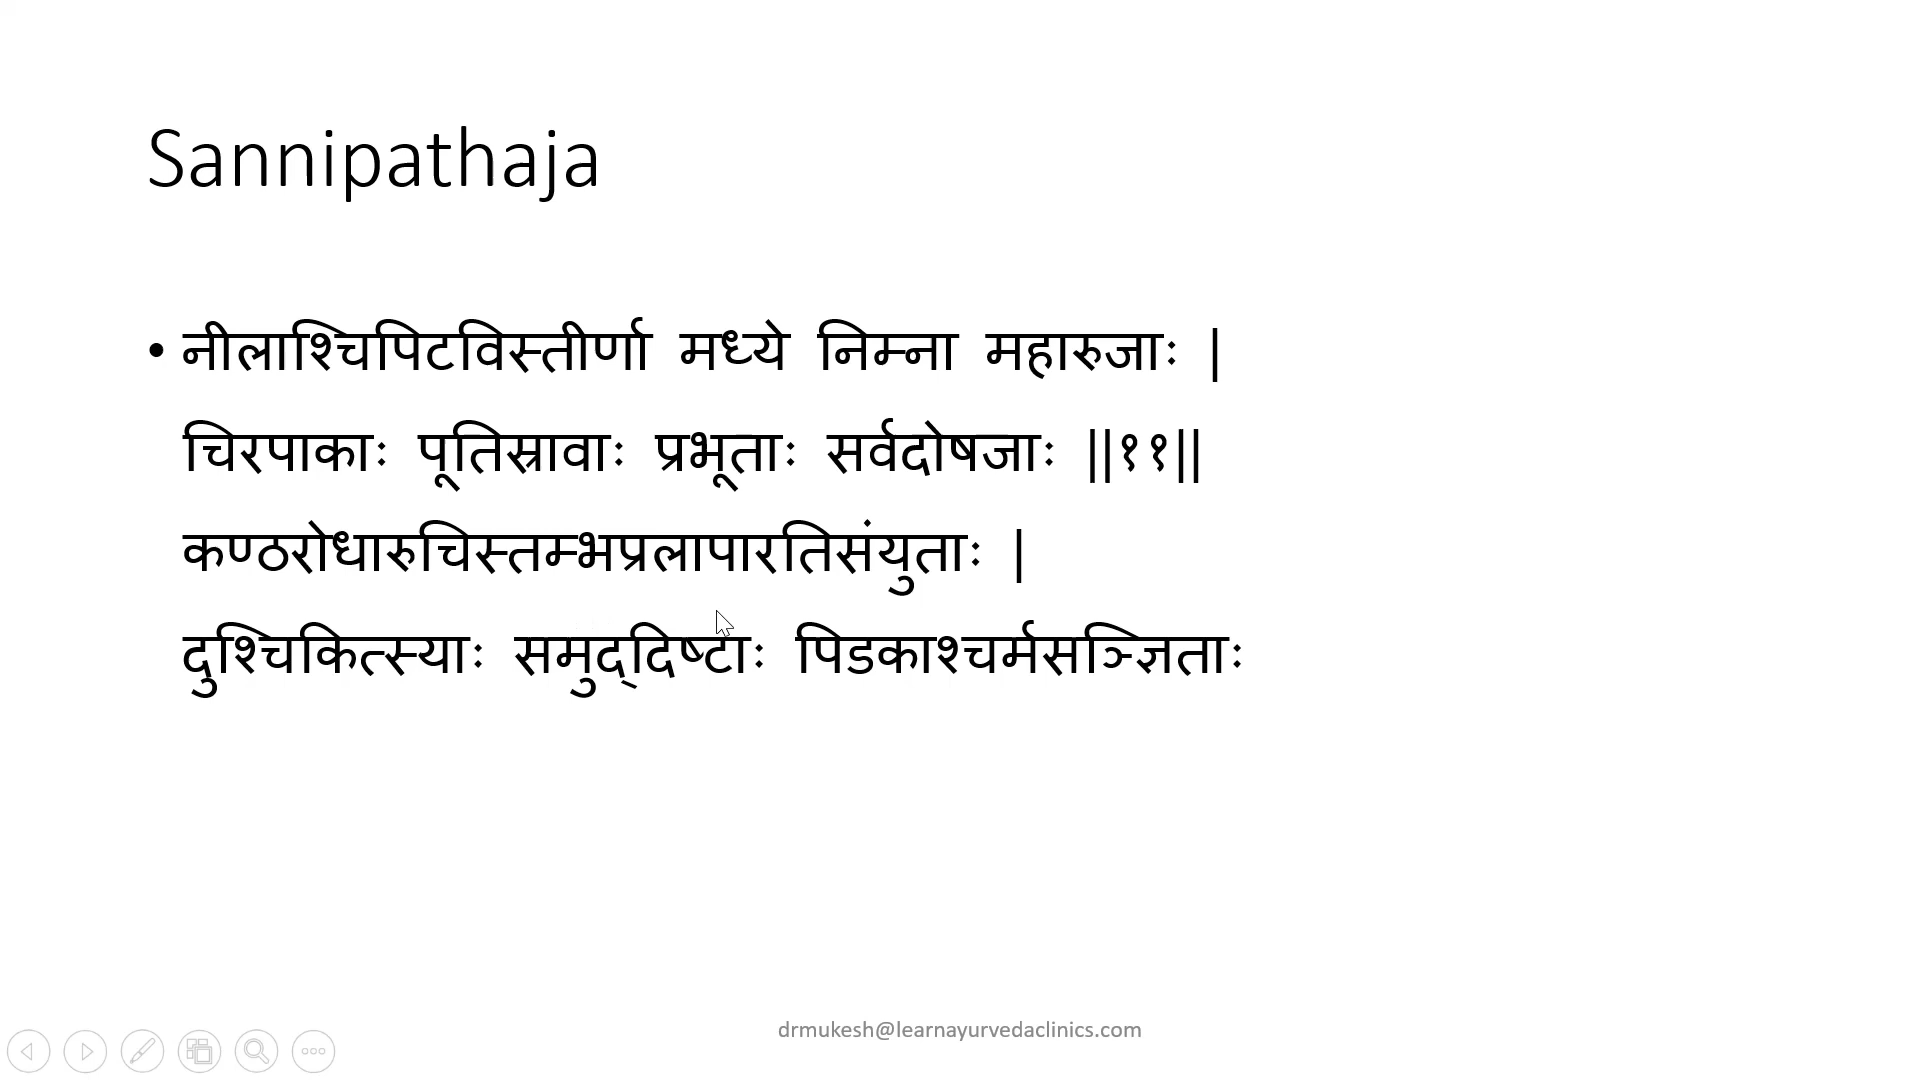 Sannipathaja
• नीलाश्चिपिटविस्तीर्णा मध्ये निम्ना महारुजाः |
चिरपाकाः पूतिस्रावाः प्रभूताः सर्वदोषजाः ||११||
कण्ठरोधारुचिस्तम्भप्रलापारतिसंयुताः |
दुश्चिकित्स्याः समुद्दिष्टाः पिडकाश्चर्मसञ्ज्ञिताः
drmukesh@learnayurvedaclinics.com